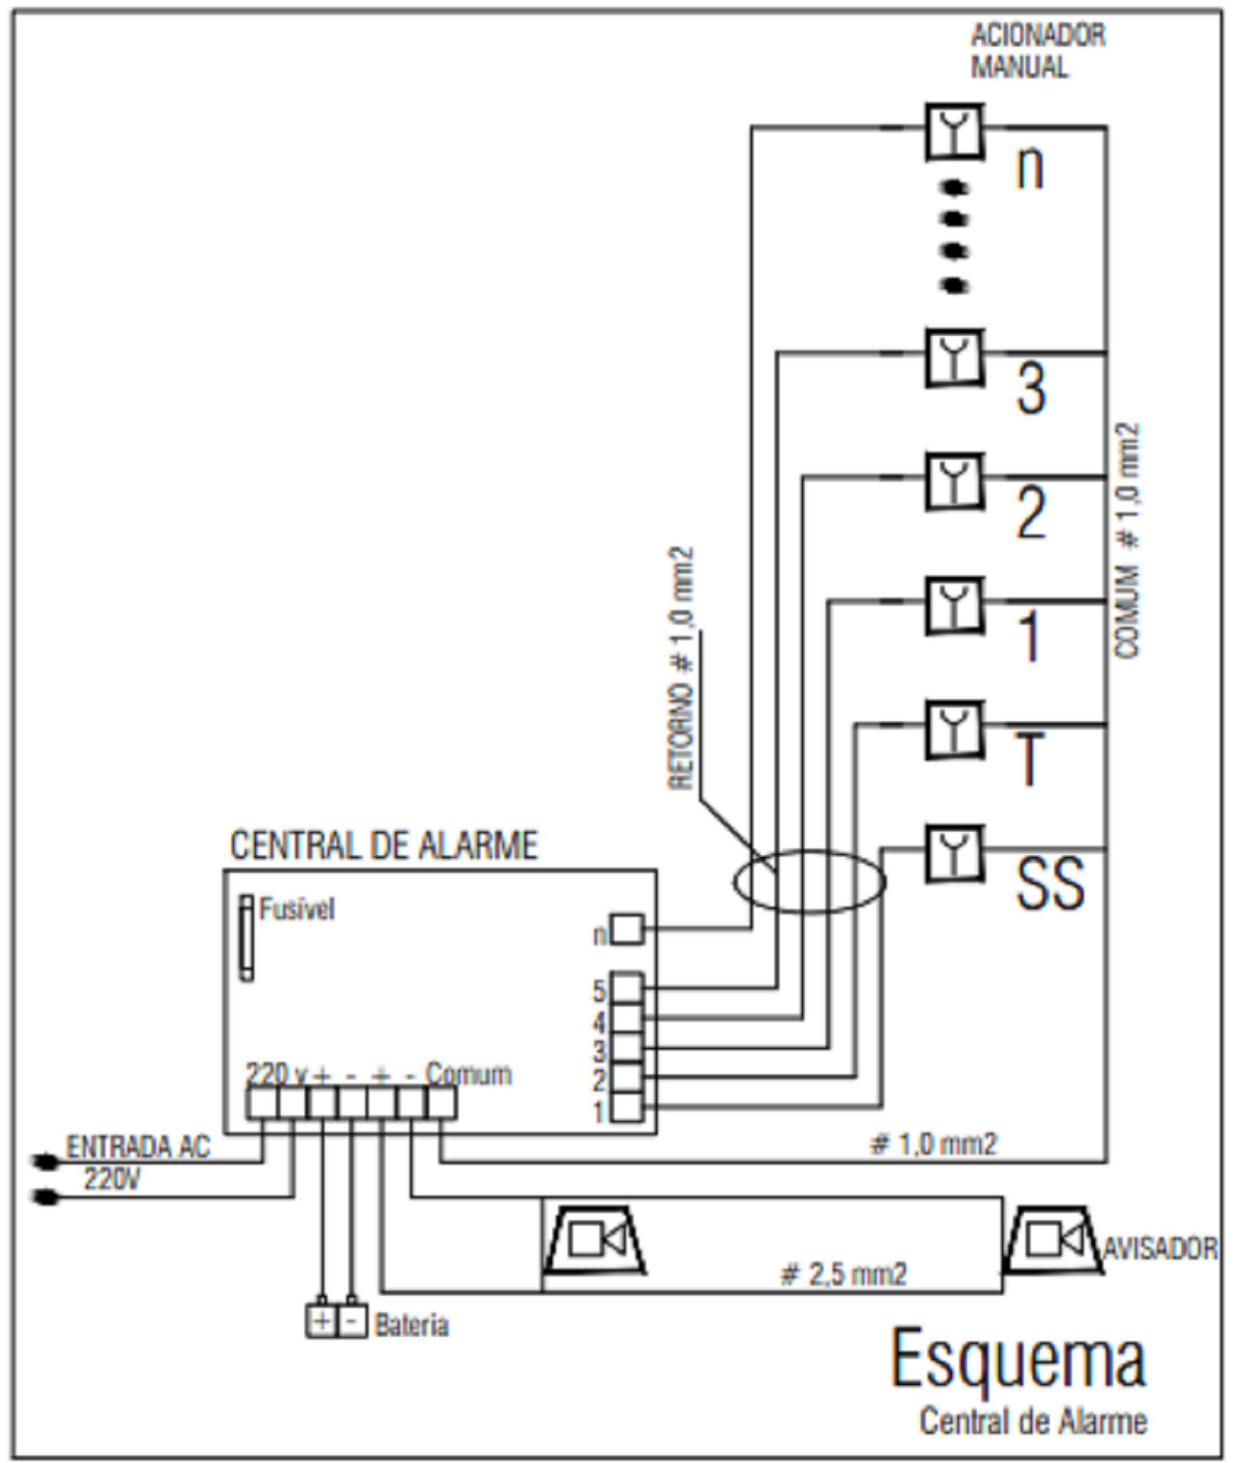 ACIONADOR
MANUAL
n
3
2
1
T
SS
COMUM # 1,0 mm2
RETORNO # 1,0 mm2
CENTRAL DE ALARME
Fusível
n
5
4
3
2
1
220 v + - + - Comum
ENTRADA AC
220V
# 1,0 mm2
AVISADOR
# 2,5 mm2
+ - Bateria
Esquema
Central de Alarme